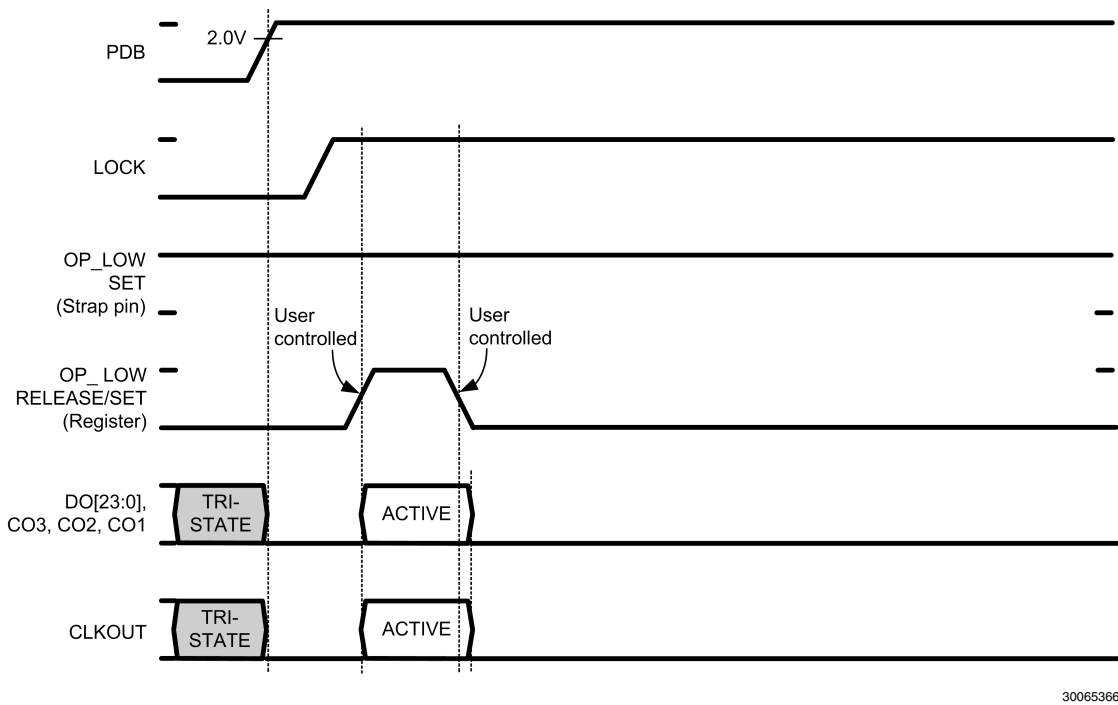 PDB
2.0V
LOCK
OP_LOW
SET
(Strap pin)
User
controlled
User
controlled
OP_ LOW
RELEASE/SET
(Register)
DO[23:0],
CO3, CO2, CO1
TRI-
STATE
ACTIVE
CLKOUT
TRI-
STATE
ACTIVE
30065366